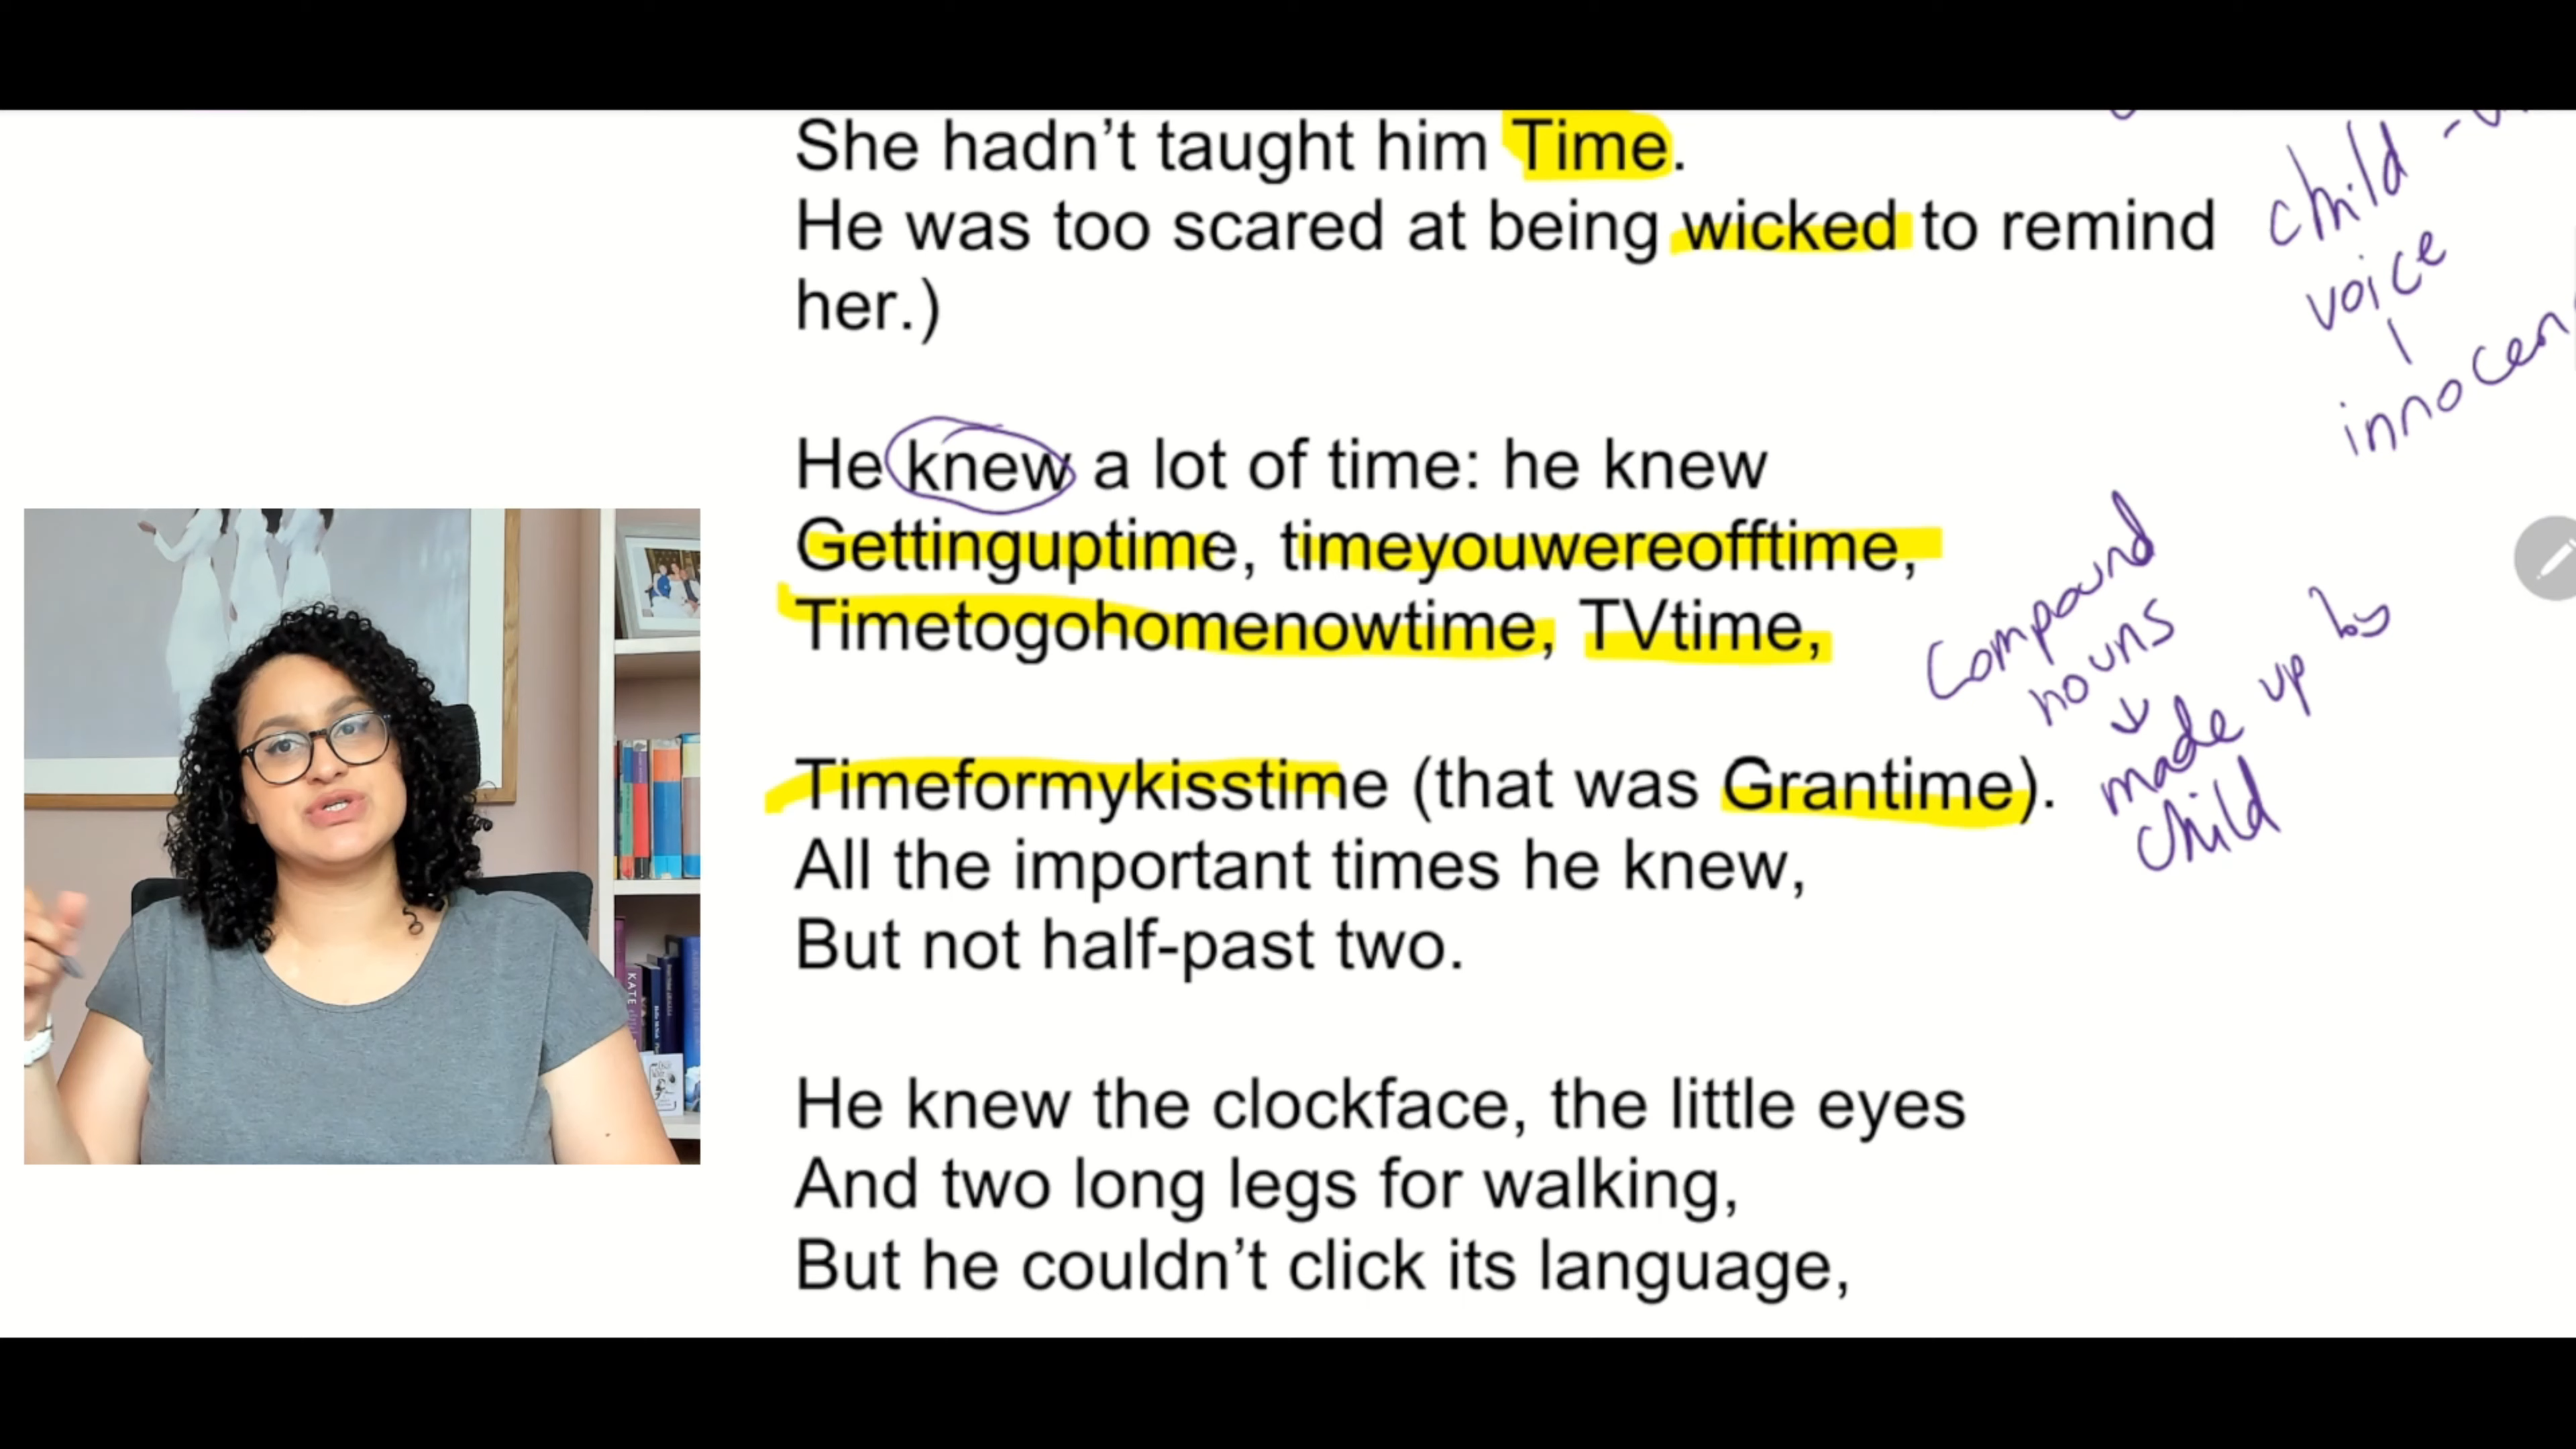 She hadn't taught him Time.
He was too scared at being wicked to remind
her.)
He knew a lot of time: he knew
Gettinguptime, timeyouwereofftime,
Timetogohomenowtime, TVtime,
Timeformykisstime (that was Grantime).
All the important times he knew,
But not half-past two.
He knew the clockface, the little eyes
And two long legs for walking,
But he couldn't click its language,
child -
voice
innocen
Compound
nouns
made up by
child
KATE